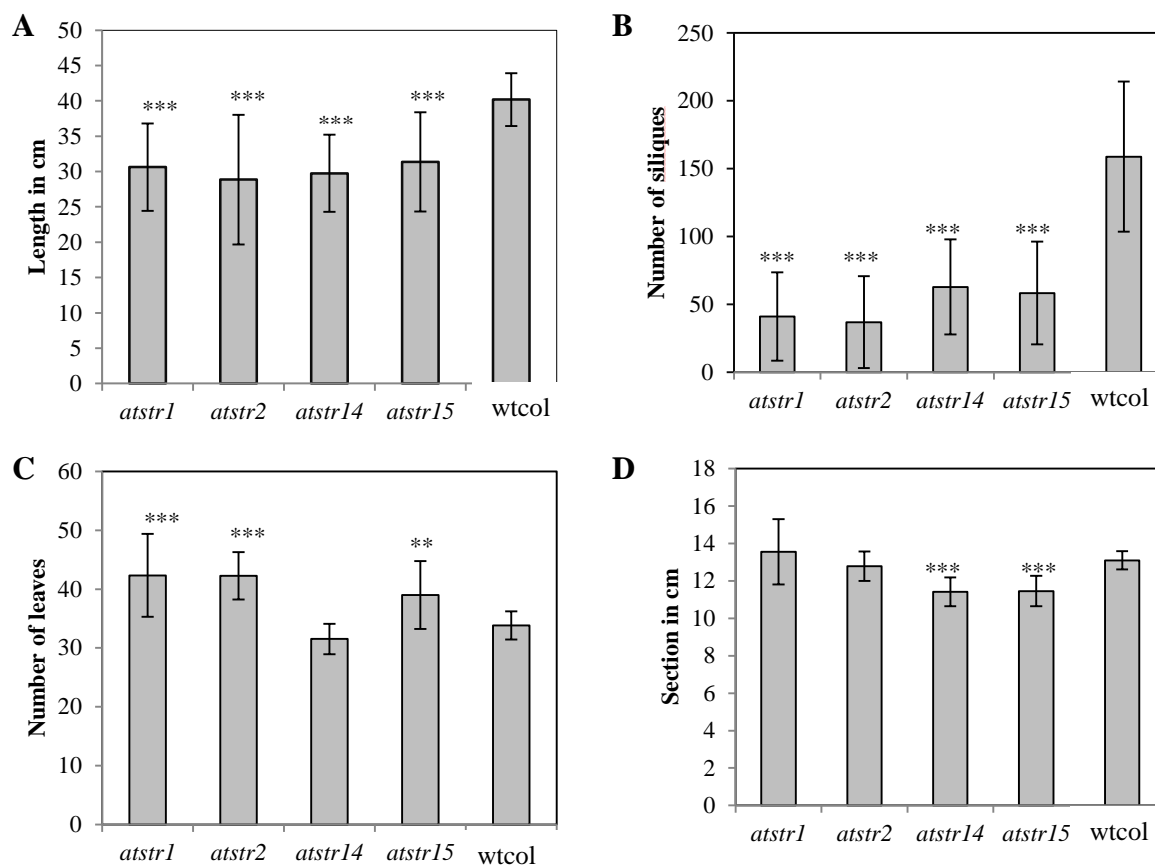 A
50
45
40
35
30
25
20
15
10
5
0
Length in cm
*** *** *** ***
atstr1 atstr2 atstr14 atstr15 wtcol
B
250
200
150
100
50
0
Number of siliques
*** *** *** ***
atstr1 atstr2 atstr14 atstr15 wtcol
C
60
50
40
30
20
10
0
Number of leaves
*** *** **
atstr1 atstr2 atstr14 atstr15 wtcol
D
18
16
14
12
10
8
6
4
2
0
Section in cm
*** ***
atstr1 atstr2 atstr14 atstr15 wtcol